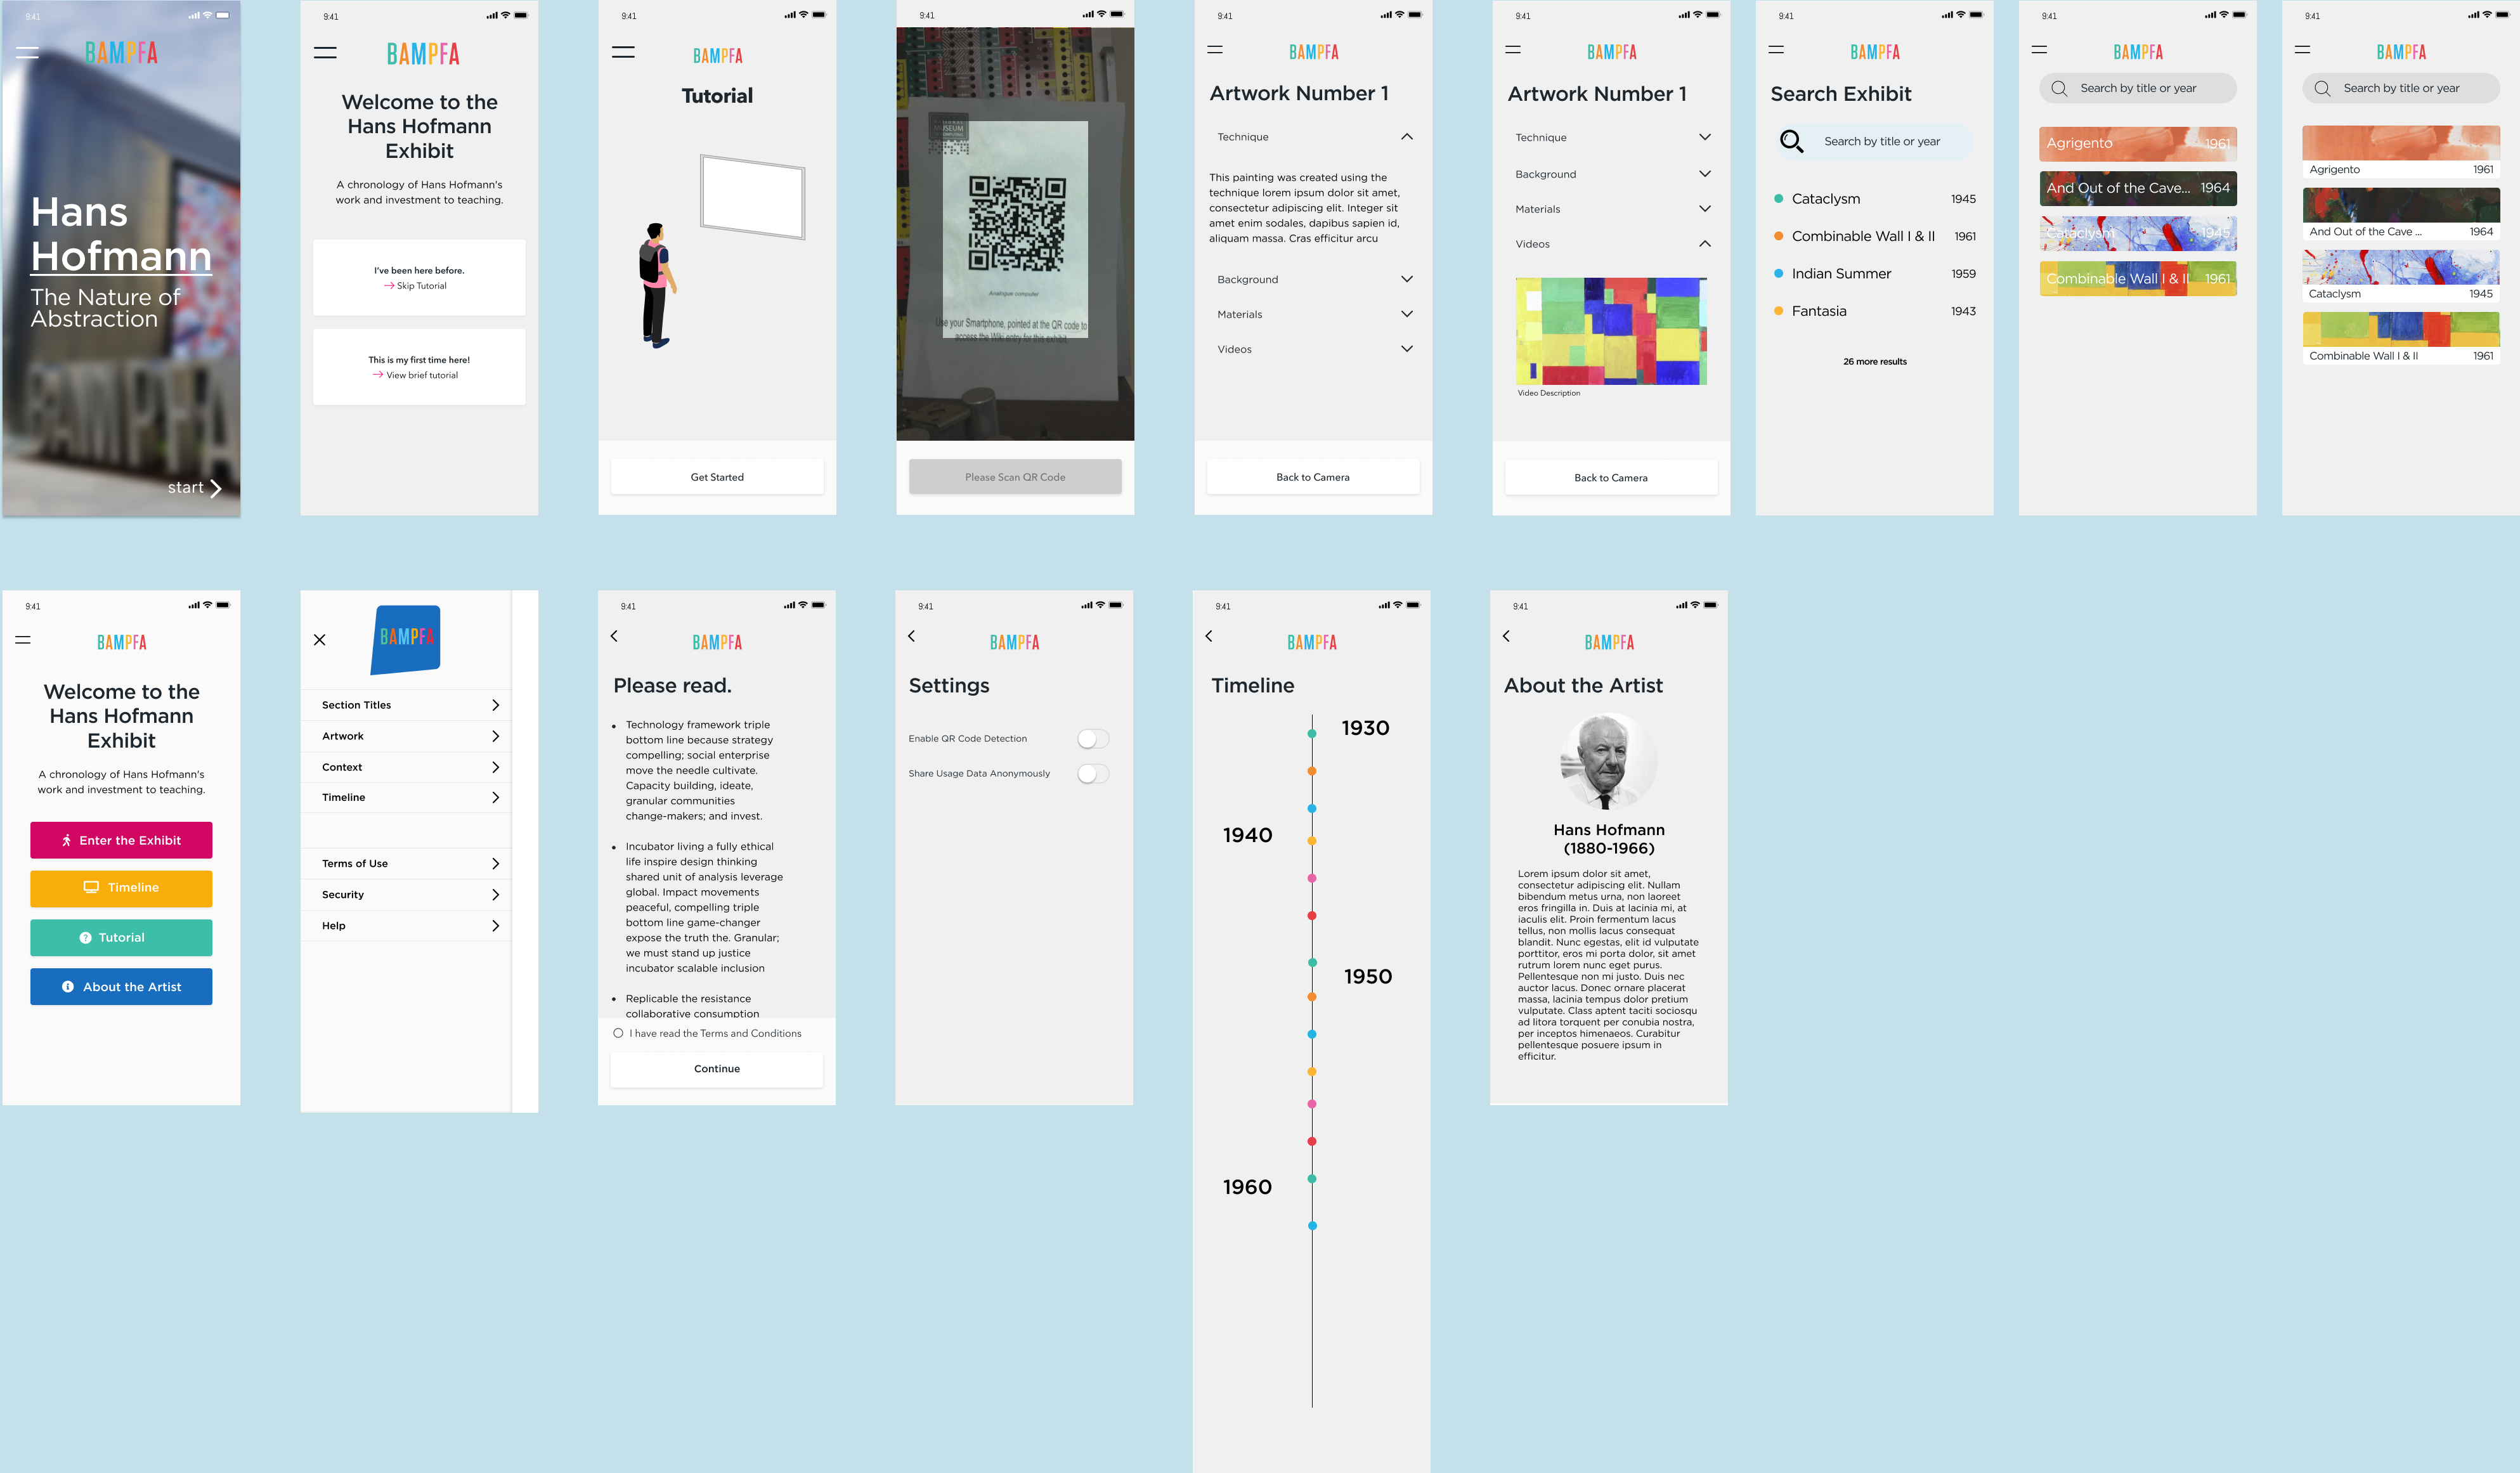 9:41
BAMPFA
Hans
Hofmann
The Nature of
Abstraction
BAMPFA
start
9:41
BAMPFA
Welcome to the
Hans Hofmann
Exhibit
A chronology of Hans Hofmann's
work and investment to teaching.
I've been here before.
→ Skip Tutorial
This is my first time here!
→ View brief tutorial
9:41
BAMPFA
Tutorial
Get Started
9:41
MUSEUM
Analogue computer
Use your Smartphone, pointed at the QR code to
access the Wiki entry for this exhibit.
Please Scan QR Code
9:41
BAMPFA
Artwork Number 1
Technique
This painting was created using the
technique lorem ipsum dolor sit amet,
consectetur adipiscing elit. Integer sit
amet enim sodales, dapibus sapien id,
aliquam massa. Cras efficitur arcu
Background
Materials
Videos
Back to Camera
9:41
BAMPFA
Artwork Number 1
Technique
Background
Materials
Videos
Video Description
Back to Camera
9:41
BAMPFA
Search Exhibit
Search by title or year
Cataclysm 1945
Combinable Wall I & II 1961
Indian Summer 1959
Fantasia 1943
26 more results
9:41
BAMPFA
Search by title or year
Agrigento 1961
And Out of the Cave... 1964
Cataclysm 1945
Combinable Wall I & II 1961
9:41
BAMPFA
Search by title or year
Agrigento 1961
And Out of the Cave ... 1964
Cataclysm 1945
Combinable Wall I & II 1961
9:41
BAMPFA
Welcome to the
Hans Hofmann
Exhibit
A chronology of Hans Hofmann's
work and investment to teaching.
Enter the Exhibit
Timeline
Tutorial
About the Artist
BAMPFA
Section Titles
Artwork
Context
Timeline
Terms of Use
Security
Help
9:41
BAMPFA
Please read.
• Technology framework triple
bottom line because strategy
compelling; social enterprise
move the needle cultivate.
Capacity building, ideate,
granular communities
change-makers; and invest.
• Incubator living a fully ethical
life inspire design thinking
shared unit of analysis leverage
global. Impact movements
peaceful, compelling triple
bottom line game-changer
expose the truth the. Granular;
we must stand up justice
incubator scalable inclusion
• Replicable the resistance
collaborative consumption
I have read the Terms and Conditions
Continue
9:41
BAMPFA
Settings
Enable QR Code Detection
Share Usage Data Anonymously
9:41
BAMPFA
Timeline
1930
1940
1950
1960
9:41
BAMPFA
About the Artist
Hans Hofmann
(1880-1966)
Lorem ipsum dolor sit amet,
consectetur adipiscing elit. Nullam
bibendum metus urna, non laoreet
eros fringilla in. Duis at lacinia mi, at
iaculis elit. Proin fermentum lacus
tellus, non mollis lacus consequat
blandit. Nunc egestas, elit id vulputate
porttitor, eros mi porta dolor, sit amet
rutrum lorem nunc eget purus.
Pellentesque non mi justo. Duis nec
auctor lacus. Donec ornare placerat
massa, lacinia tempus dolor pretium
vulputate. Class aptent taciti sociosqu
ad litora torquent per conubia nostra,
per inceptos himenaeos. Curabitur
pellentesque posuere ipsum in
efficitur.